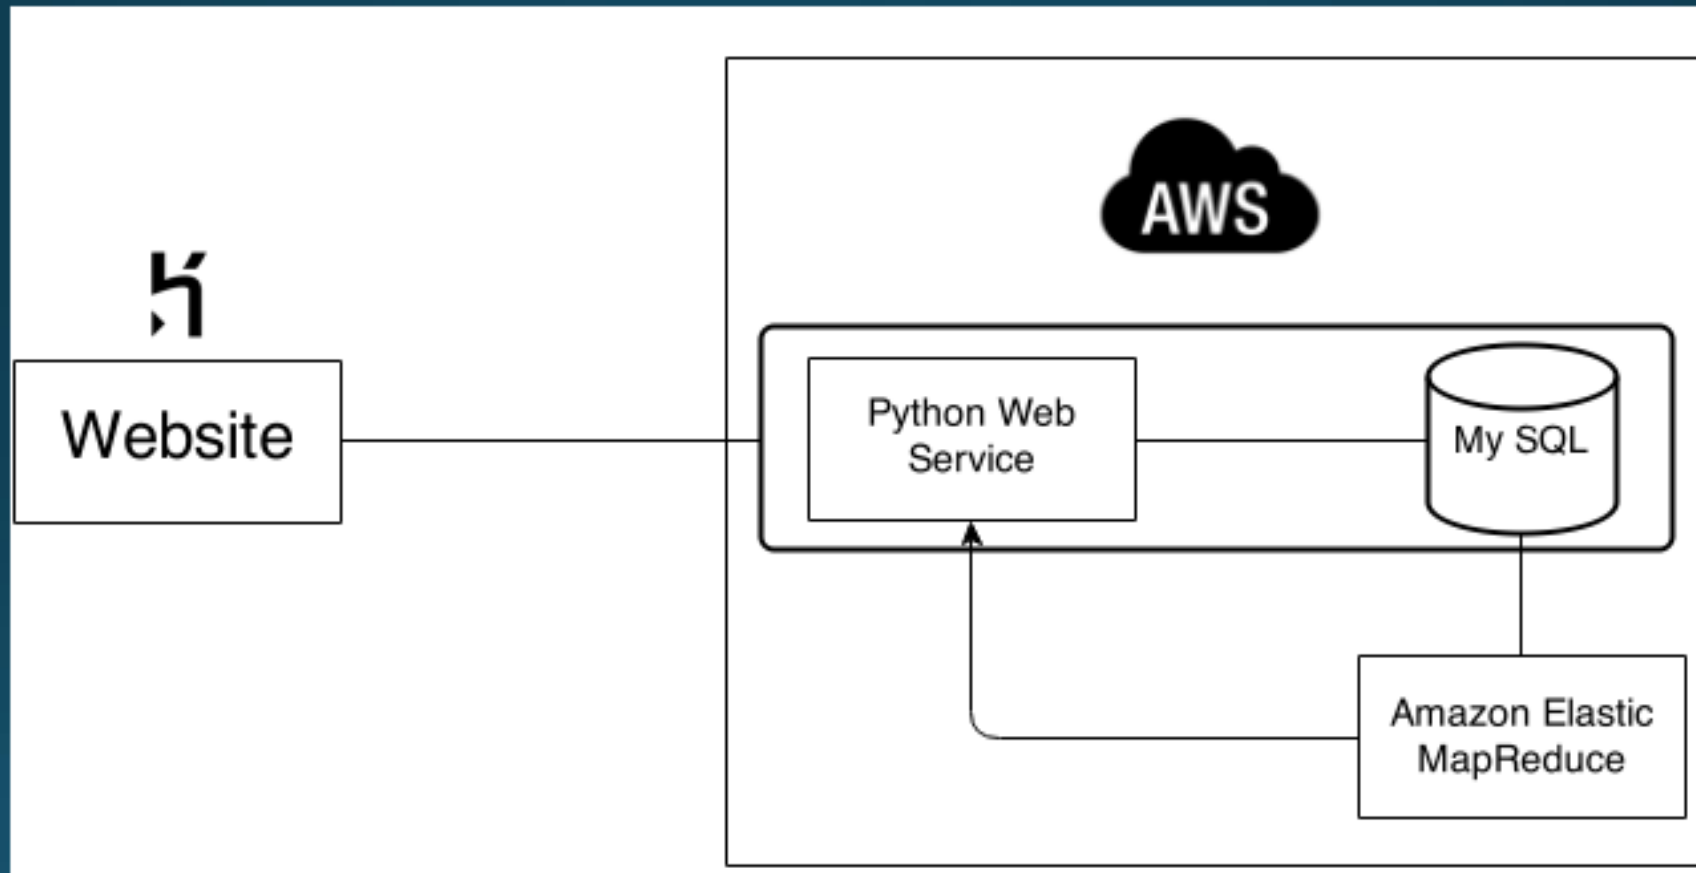 AWS
Website
Python Web
Service
My SQL
Amazon Elastic
MapReduce